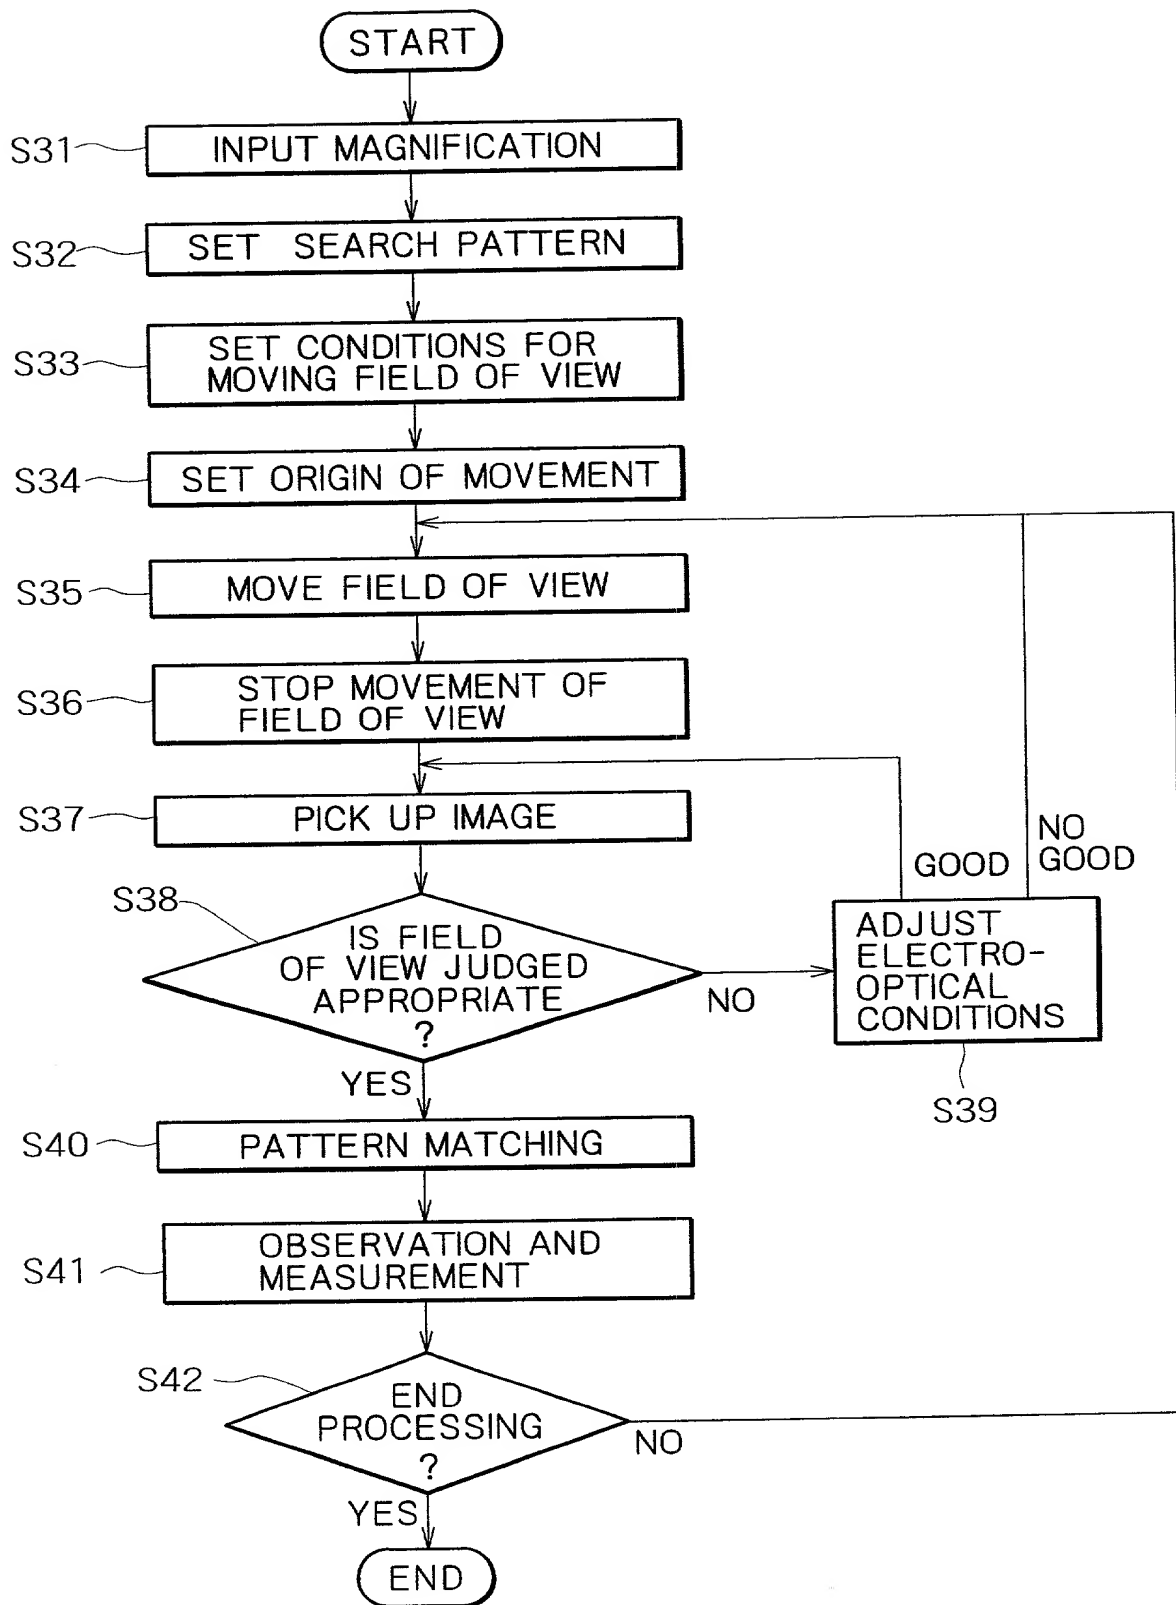 START
S31
INPUT MAGNIFICATION
S32
SET SEARCH PATTERN
S33
SET CONDITIONS FOR
MOVING FIELD OF VIEW
S34
SET ORIGIN OF MOVEMENT
S35
MOVE FIELD OF VIEW
S36
STOP MOVEMENT OF
FIELD OF VIEW
S37
PICK UP IMAGE
GOOD
NO
GOOD
S38
IS FIELD
OF VIEW JUDGED
APPROPRIATE
?
NO
ADJUST
ELECTRO-
OPTICAL
CONDITIONS
S39
YES
S40
PATTERN MATCHING
S41
OBSERVATION AND
MEASUREMENT
S42
END
PROCESSING
?
NO
YES
END